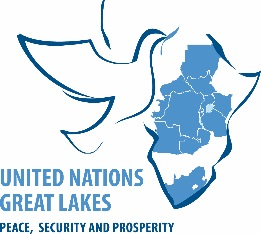 UNITED NATIONS
GREAT LAKES
PEACE, SECURITY AND PROSPERITY